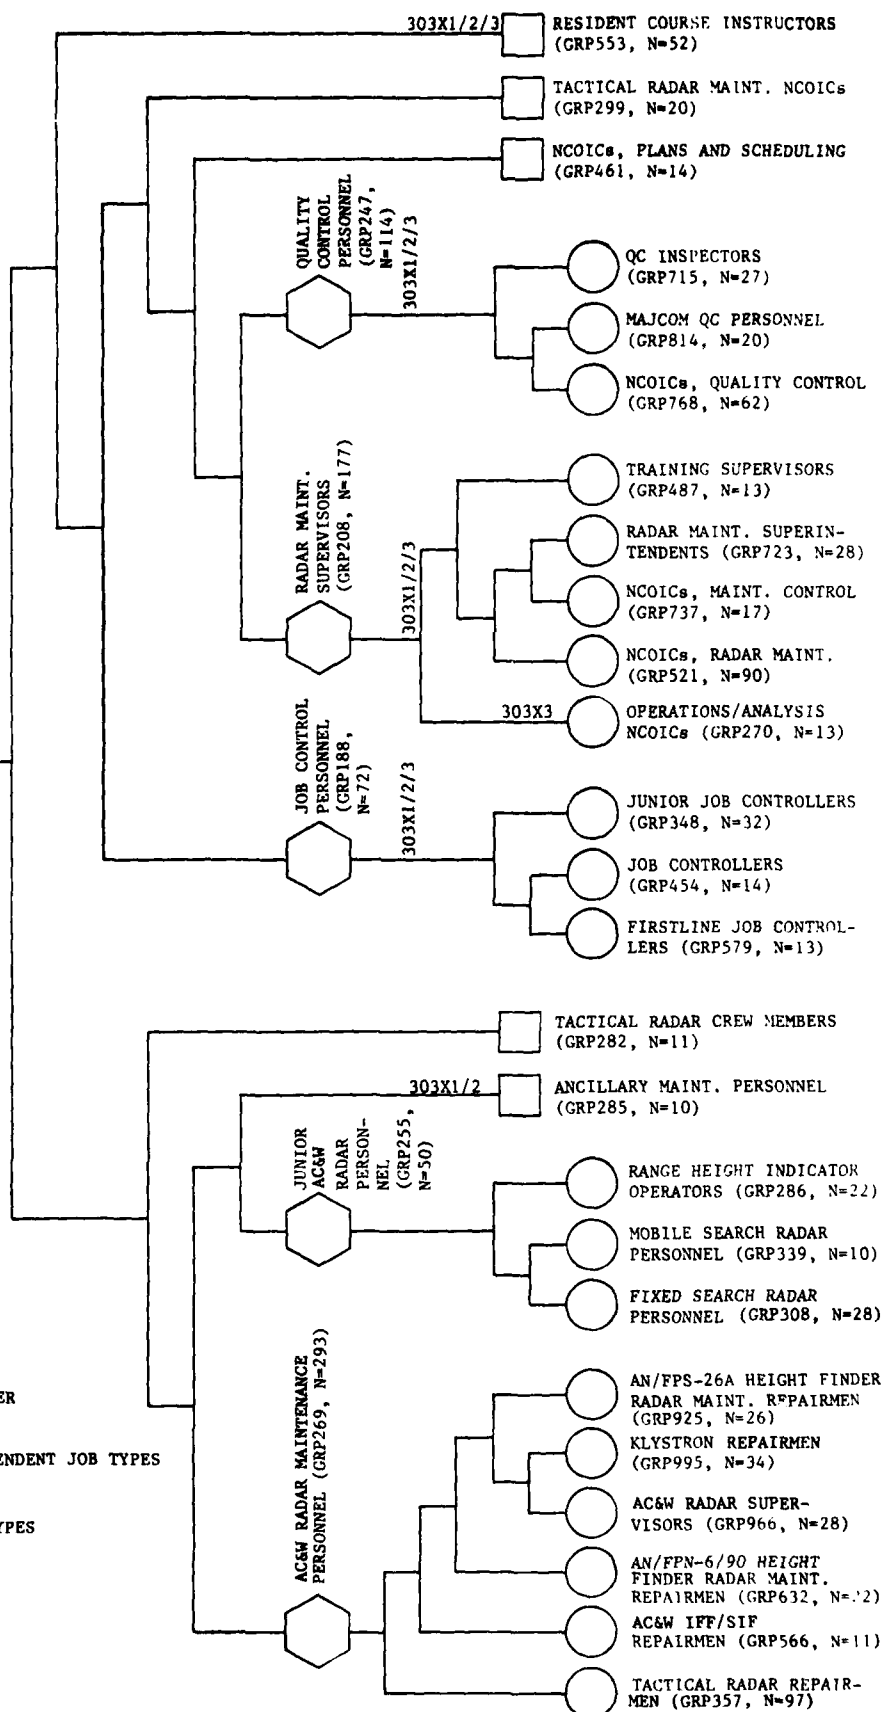 303X1/2/3
RESIDENT COURSE INSTRUCTORS
(GRP553, N=52)
TACTICAL RADAR MAINT. NCOICs
(GRP299, N=20)
NCOICs, PLANS AND SCHEDULING
(GRP461, N=14)
QUALITY
CONTROL
PERSONNEL
(GRP247,
N=114)
303X1/2/3
QC INSPECTORS
(GRP715, N=27)
MAJCOM QC PERSONNEL
(GRP814, N=20)
NCOICs, QUALITY CONTROL
(GRP768, N=62)
RADAR MAINT.
SUPERVISORS
(GRP208, N=177)
303X1/2/3
TRAINING SUPERVISORS
(GRP487, N=13)
RADAR MAINT. SUPERIN-
TENDENTS (GRP723, N=28)
NCOICs, MAINT. CONTROL
(GRP737, N=17)
NCOICs, RADAR MAINT.
(GRP521, N=90)
303X3
OPERATIONS/ANALYSIS
NCOICs (GRP270, N=13)
JOB CONTROL
PERSONNEL
(GRP188,
N=72)
303X1/2/3
JUNIOR JOB CONTROLLERS
(GRP348, N=32)
JOB CONTROLLERS
(GRP454, N=14)
FIRSTLINE JOB CONTROL-
LERS (GRP579, N=13)
TACTICAL RADAR CREW MEMBERS
(GRP282, N=11)
303X1/2
ANCILLARY MAINT. PERSONNEL
(GRP285, N=10)
JUNIOR
AC&W
RADAR
PERSON-
NEL
(GRP255,
N=50)
RANGE HEIGHT INDICATOR
OPERATORS (GRP286, N=22)
MOBILE SEARCH RADAR
PERSONNEL (GRP339, N=10)
FIXED SEARCH RADAR
PERSONNEL (GRP308, N=28)
AC&W RADAR MAINTENANCE
PERSONNEL (GRP269, N=293)
AN/FPS-26A HEIGHT FINDER
RADAR MAINT. REPAIRMEN
(GRP925, N=26)
KLYSTRON REPAIRMEN
(GRP995, N=34)
AC&W RADAR SUPER-
VISORS (GRP966, N=28)
AN/FPN-6/90 HEIGHT
FINDER RADAR MAINT.
REPAIRMEN (GRP632,
AC&W IFF/SIF
REPAIRMEN (GRP566, N=11)
TACTICAL RADAR REPAIR-
MEN (GRP357, N=97)
ER
ENDENT JOB TYPES
YPES